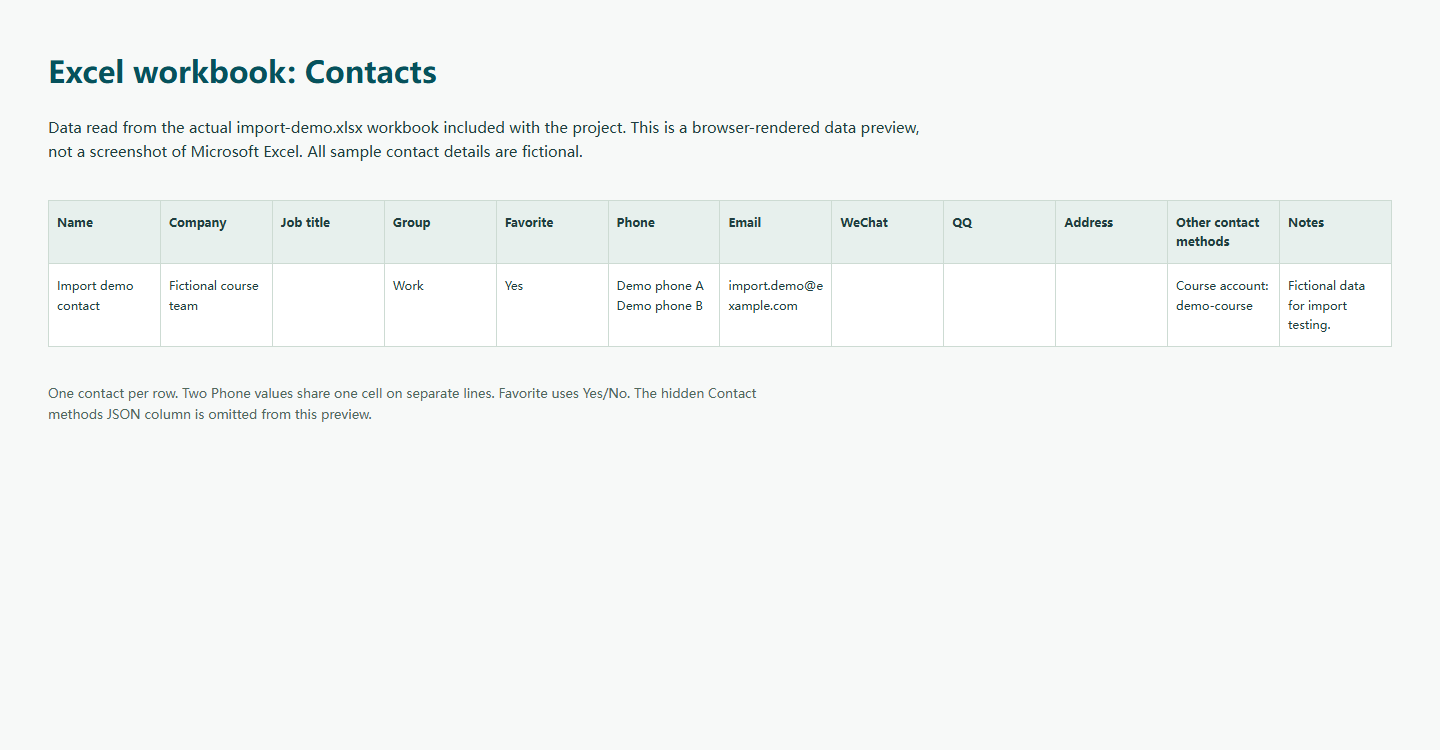 Excel workbook: Contacts
Data read from the actual import-demo.xlsx workbook included with the project. This is a browser-rendered data preview,
not a screenshot of Microsoft Excel. All sample contact details are fictional.
Name Company Job title Group Favorite Phone Email WeChat QQ Address Other contact methods Notes
Import demo contact Fictional course team Work Yes Demo phone A Demo phone B import.demo@example.com Course account: demo-course Fictional data for import testing.
One contact per row. Two Phone values share one cell on separate lines. Favorite uses Yes/No. The hidden Contact
methods JSON column is omitted from this preview.